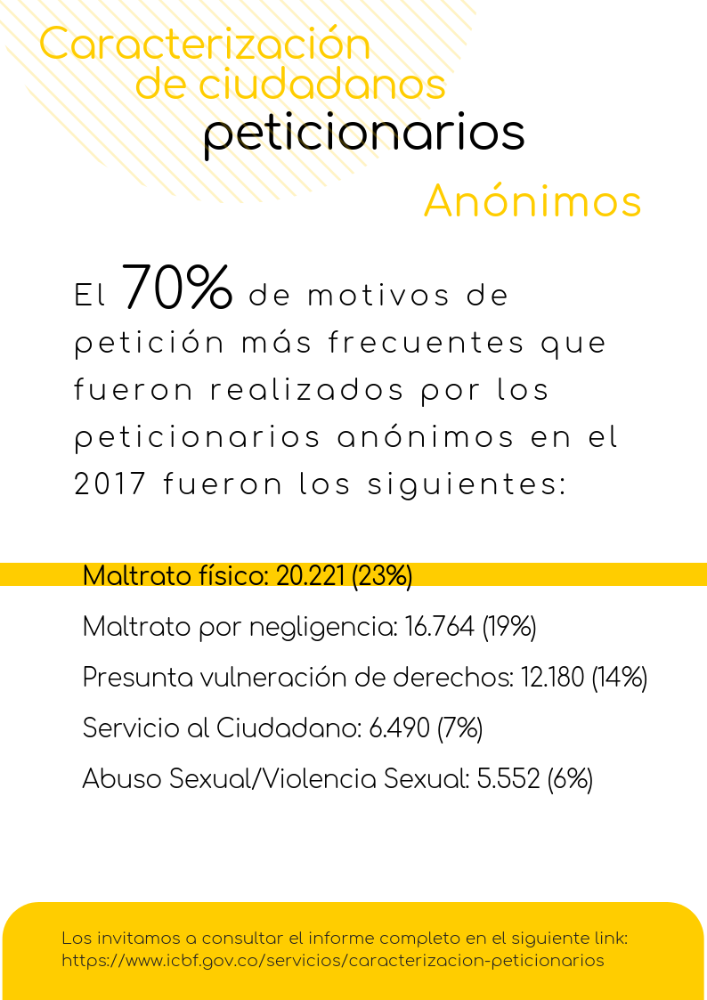 Caracterización
de ciudadanos
peticionarios
Anónimos
El 70% de motivos de
petición más frecuentes que
fueron realizados por los
peticionarios anónimos en el
2017 fueron los siguientes:
Maltrato físico: 20.221 (23%)
Maltrato por negligencia: 16.764 (19%)
Presunta vulneración de derechos: 12.180 (14%)
Servicio al Ciudadano: 6.490 (7%)
Abuso Sexual/Violencia Sexual: 5.552 (6%)
Los invitamos a consultar el informe completo en el siguiente link:
https://www.icbf.gov.co/servicios/caracterizacion-peticionarios